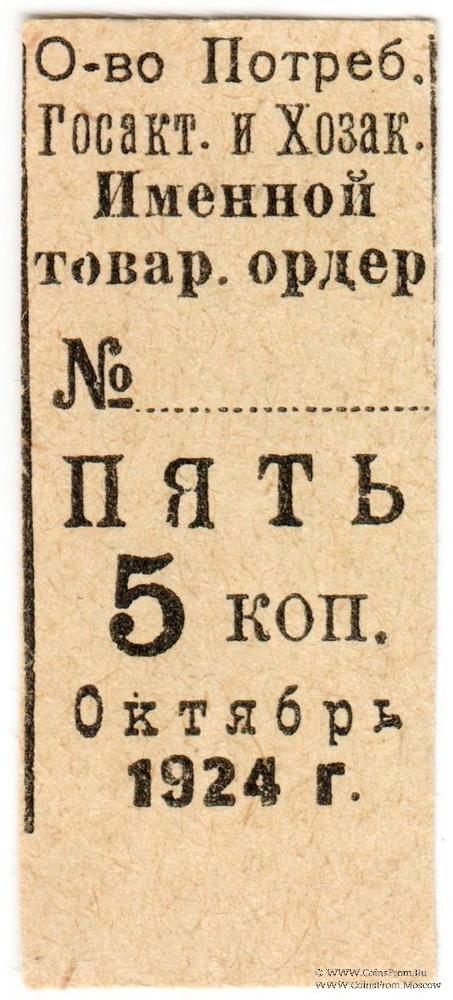 О-во Потреб.
Госакт. и Хозак.
Именной
товар. ордер
№
ПЯТЬ
5 коп.
Октябрь
1924 г.
© www.CoinsProm.Ru
www.CoinsProm.Moscow